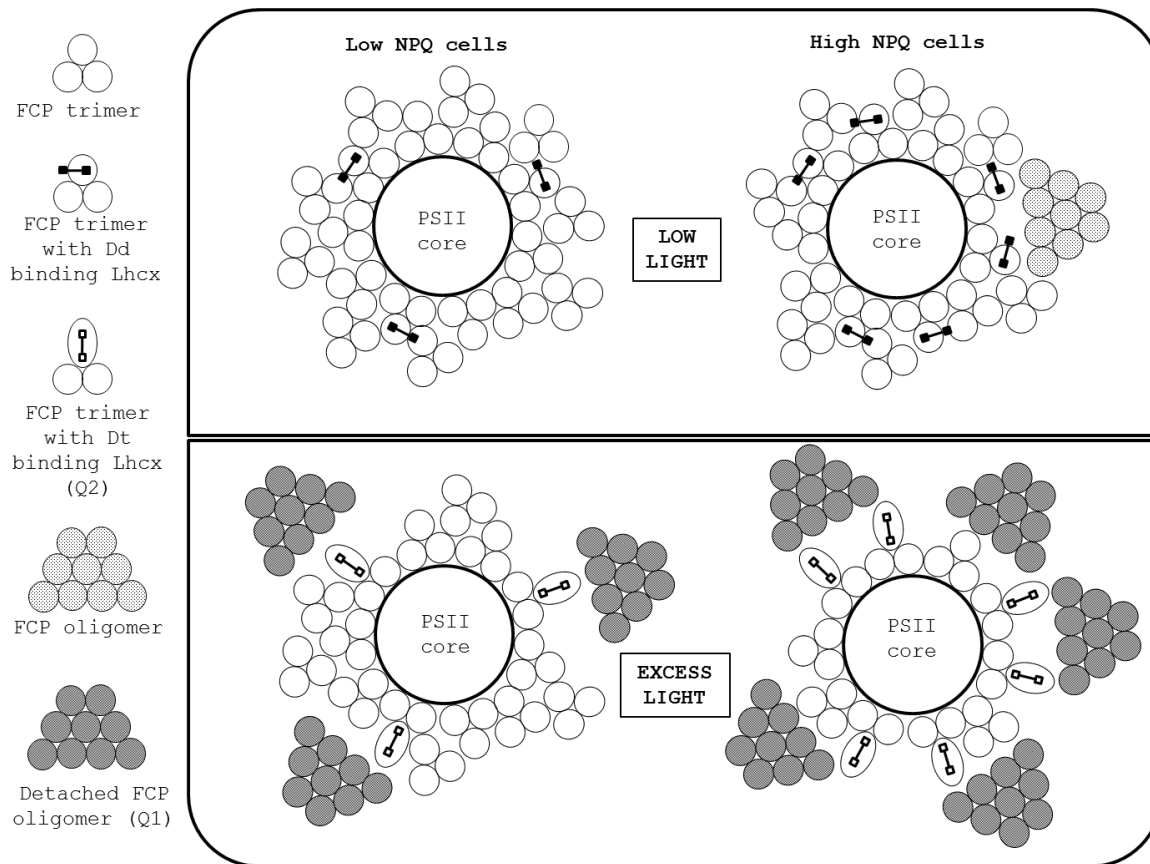 FCP trimer
FCP trimer
with Dd
binding Lhcx
FCP trimer
with Dt
binding Lhcx
(Q2)
FCP oligomer
Detached FCP
oligomer (Q1)
Low NPQ cells
High NPQ cells
PSII
core
LOW
LIGHT
PSII
core
PSII
core
EXCESS
LIGHT
PSII
core